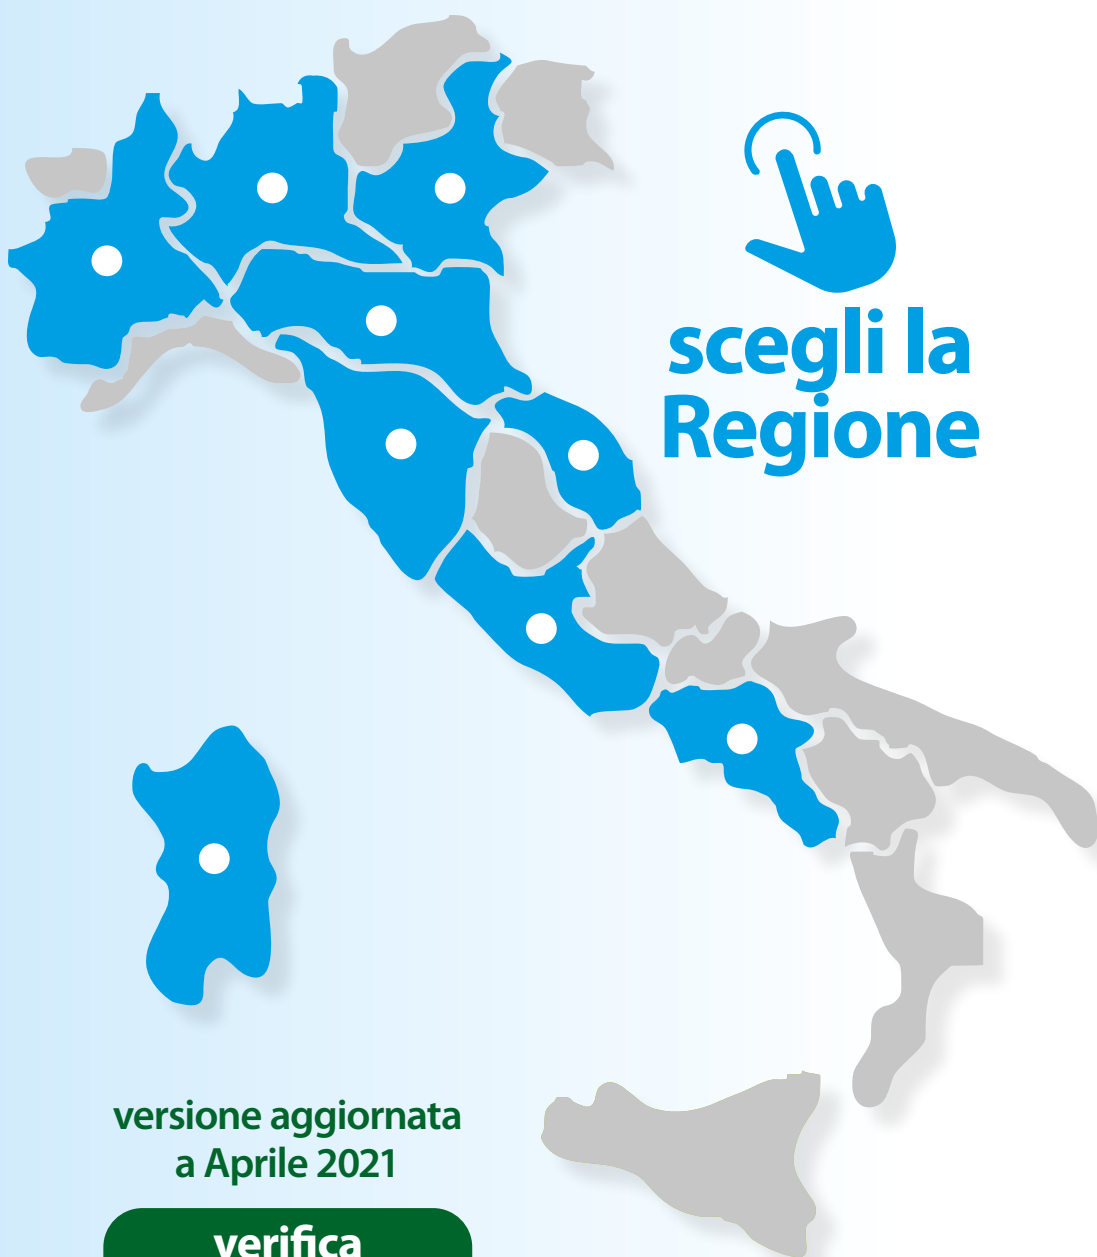 scegli la
Regione
versione aggiornata
a Aprile 2021
verifica